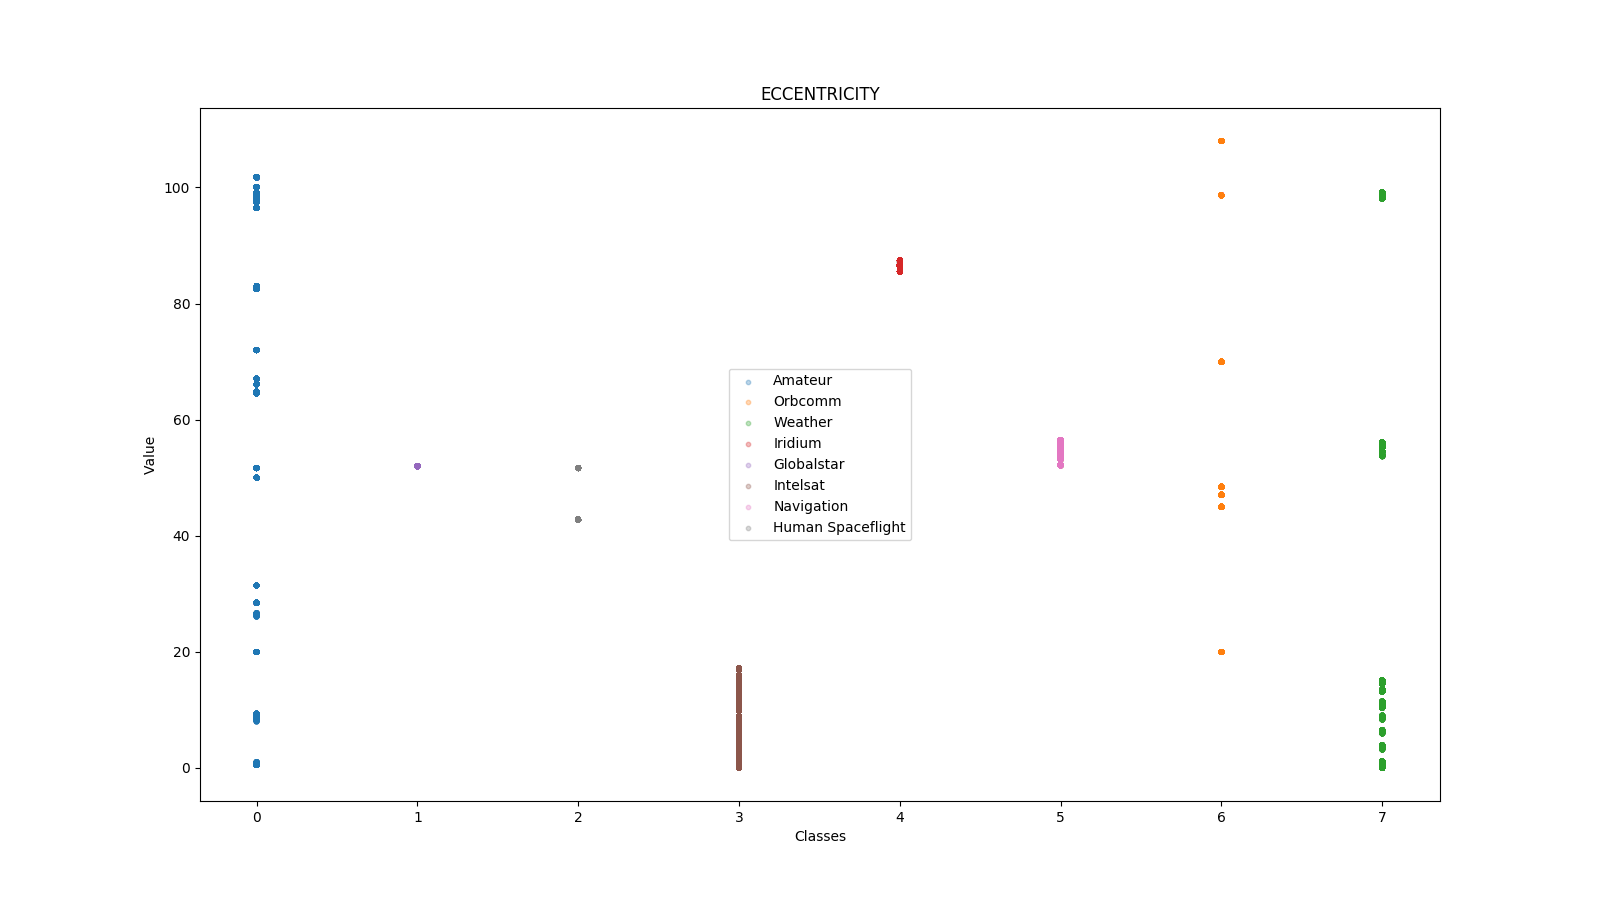 ECCENTRICITY
100
80
60
40
20
0
Value
Amateur
Orbcomm
Weather
Iridium
Globalstar
Intelsat
Navigation
Human Spaceflight
0 1 2 3 4 5 6 7
Classes